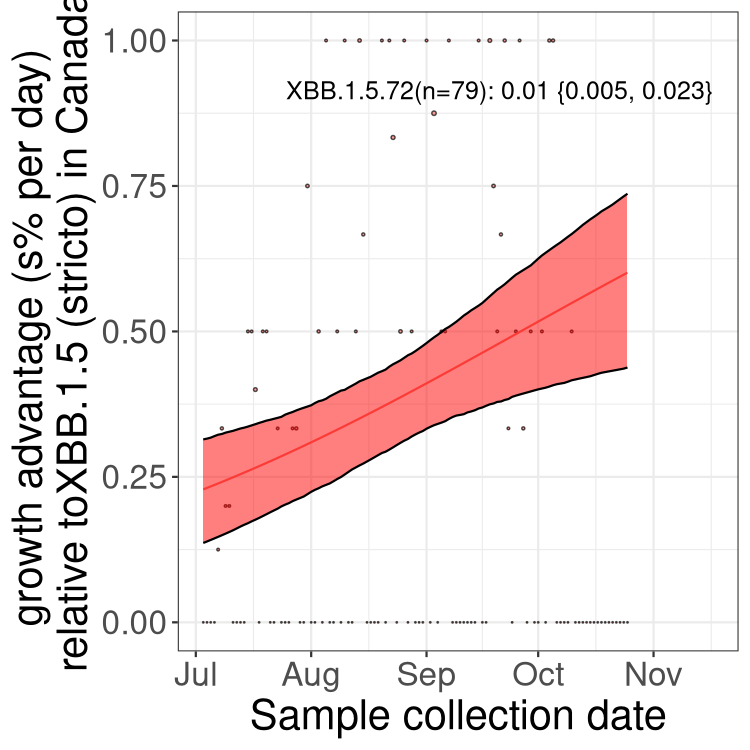 growth advantage (s% per day)
relative toXBB.1.5 (stricto) in Canada
1.00
0.75
0.50
0.25
0.00
XBB.1.5.72(n=79): 0.01 {0.005, 0.023}
Jul Aug Sep Oct Nov
Sample collection date